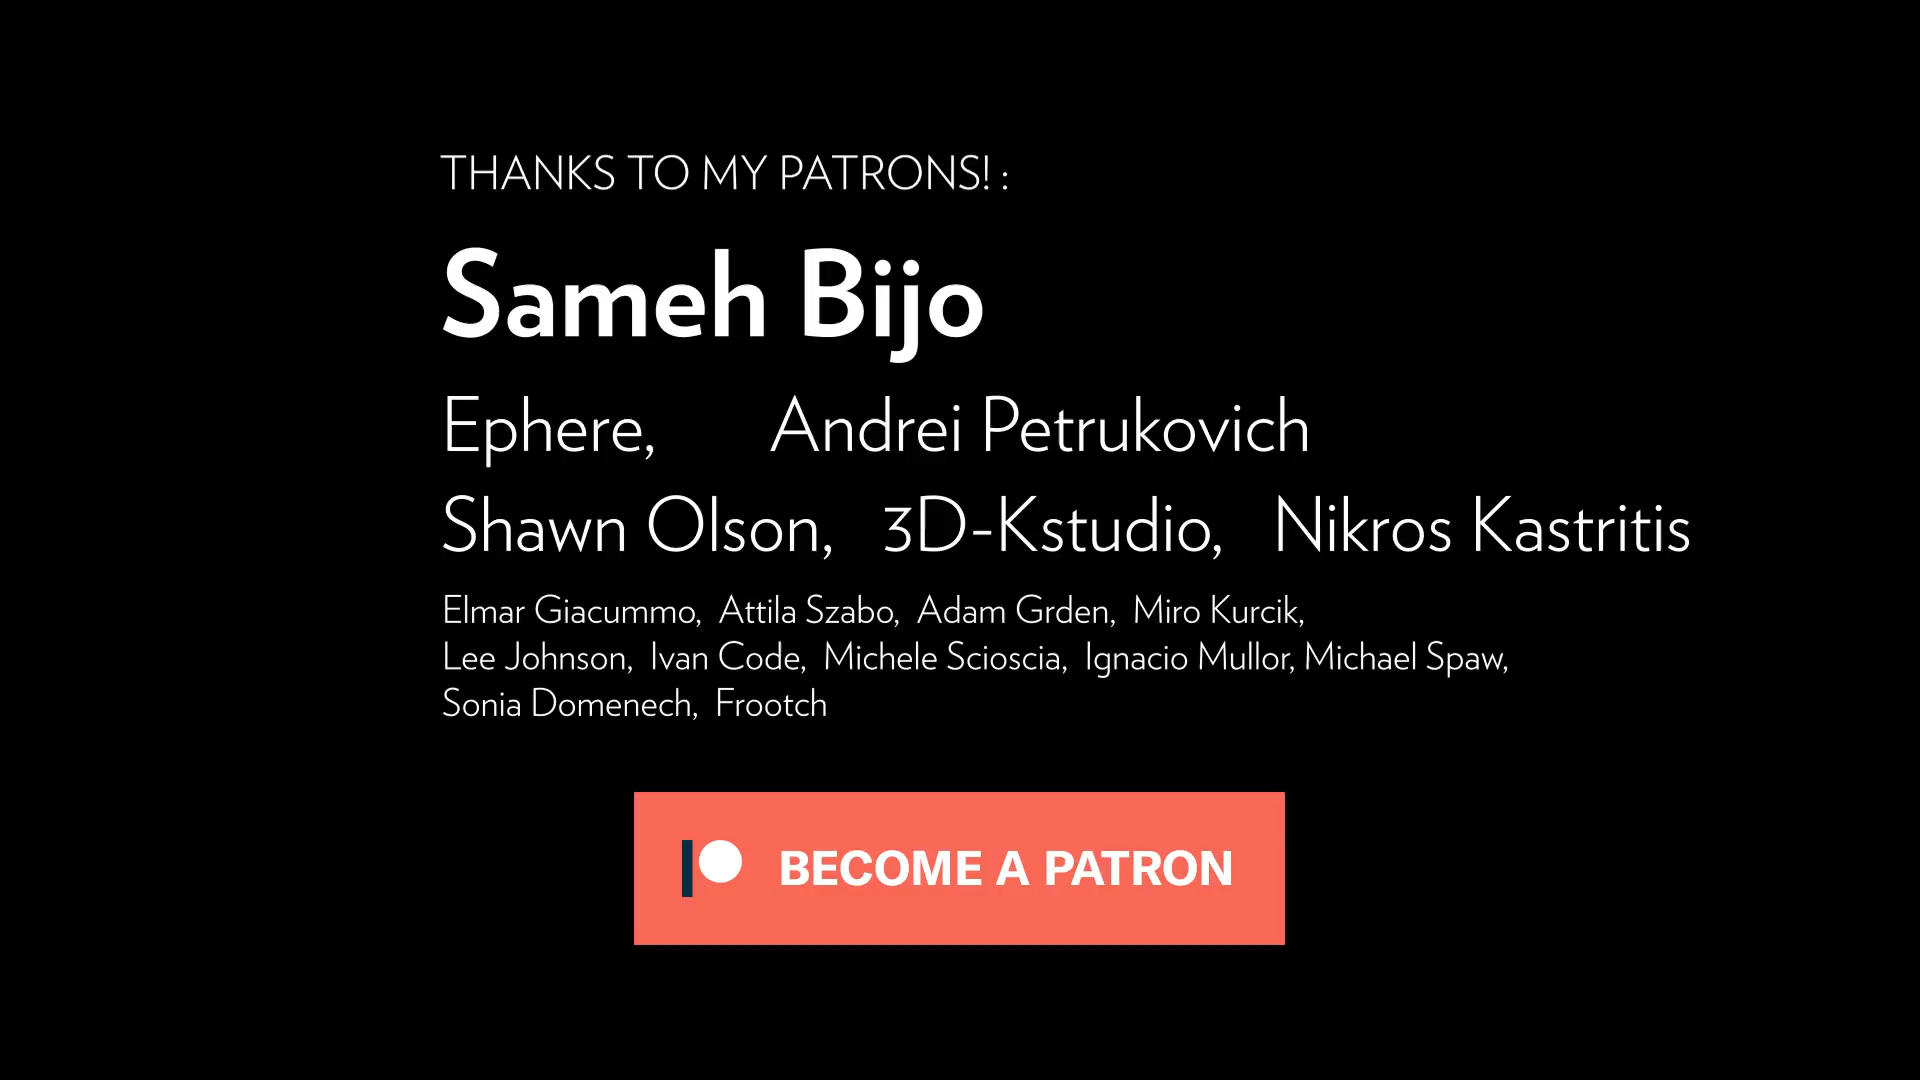 THANKS TO MY PATRONS! :
Sameh Bijo
Ephere, Andrei Petrukovich
Shawn Olson, 3D-Kstudio, Nikros Kastritis
Elmar Giacummo, Attila Szabo, Adam Grden, Miro Kurcik,
Lee Johnson, Ivan Code, Michele Scioscia, Ignacio Mullor, Michael Spaw,
Sonia Domenech, Frootch
BECOME A PATRON